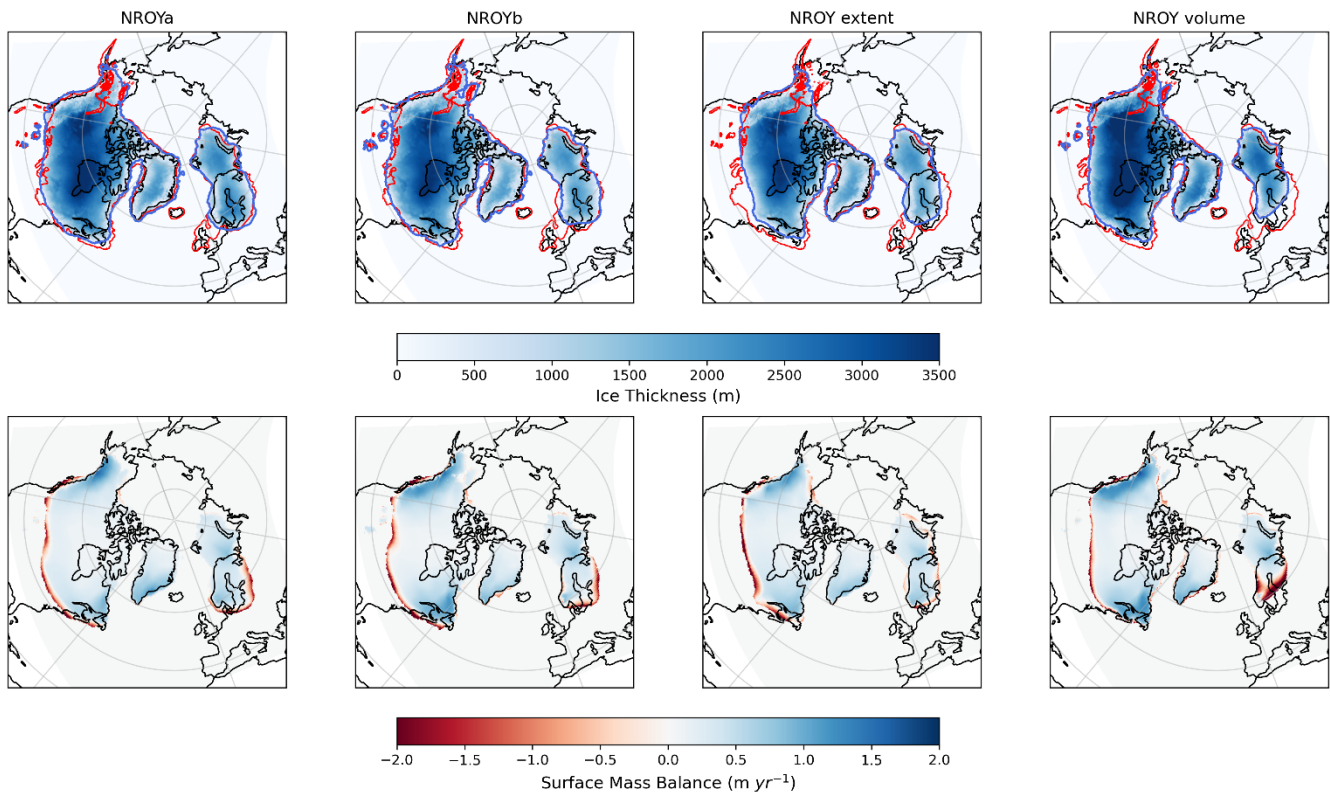 NROYa NROYb NROY extent NROY volume
0 500 1000 1500 2000 2500 3000 3500
Ice Thickness (m)
−2.0 −1.5 −1.0 −0.5 0.0 0.5 1.0 1.5 2.0
Surface Mass Balance (m yr⁻¹)